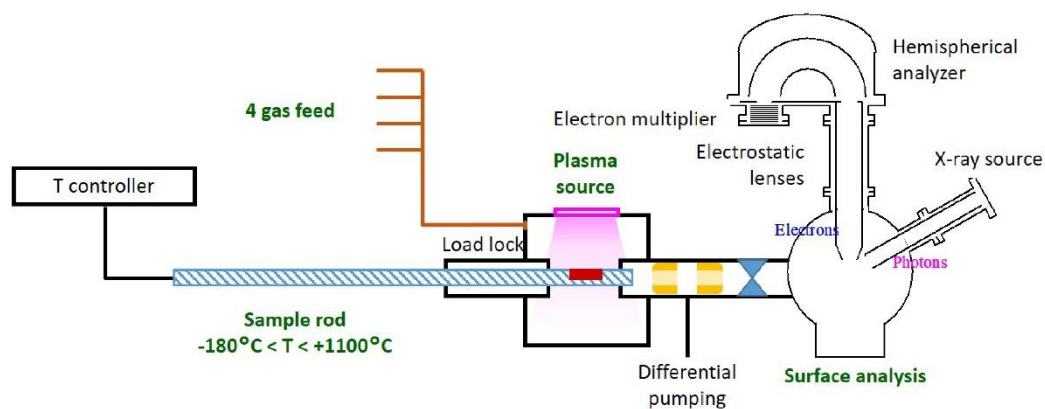 Hemispherical
analyzer
4 gas feed
Electron multiplier
Plasma
source
Electrostatic
lenses
X-ray source
T controller
Load lock
Electrons
Photons
Sample rod
-180°C < T < +1100°C
Differential
pumping
Surface analysis